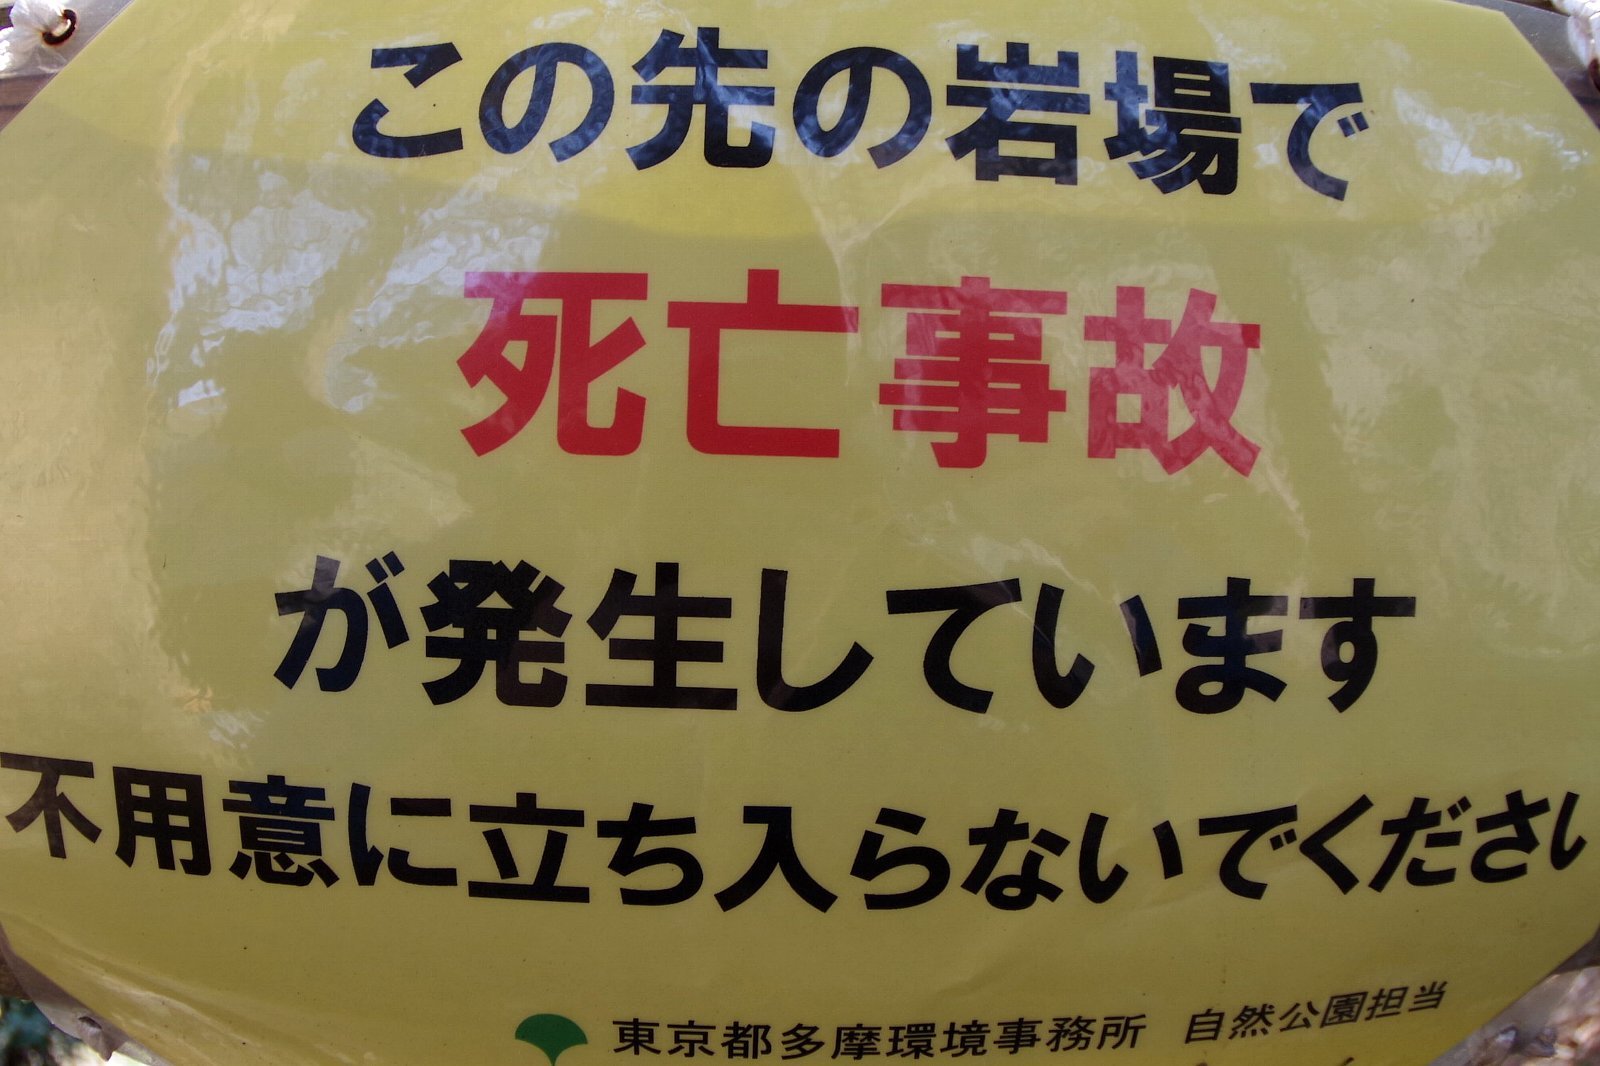 この先の岩場で
死亡事故
が発生しています
不用意に立ち入らないでください
東京都多摩環境事務所 自然公園担当